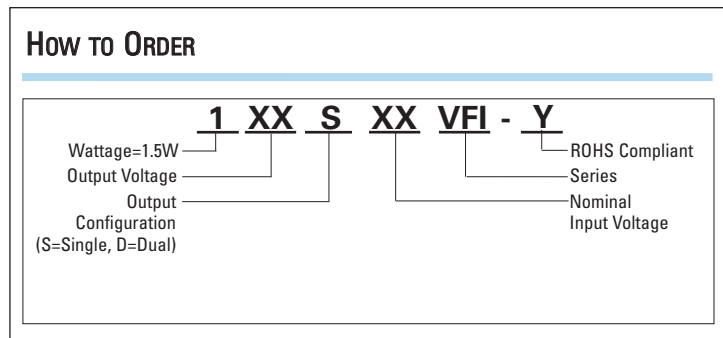 HOW TO ORDER
1 XX S XX VFI - Y
Wattage=1.5W
Output Voltage
Output
Configuration
(S=Single, D=Dual)
ROHS Compliant
Series
Nominal
Input Voltage